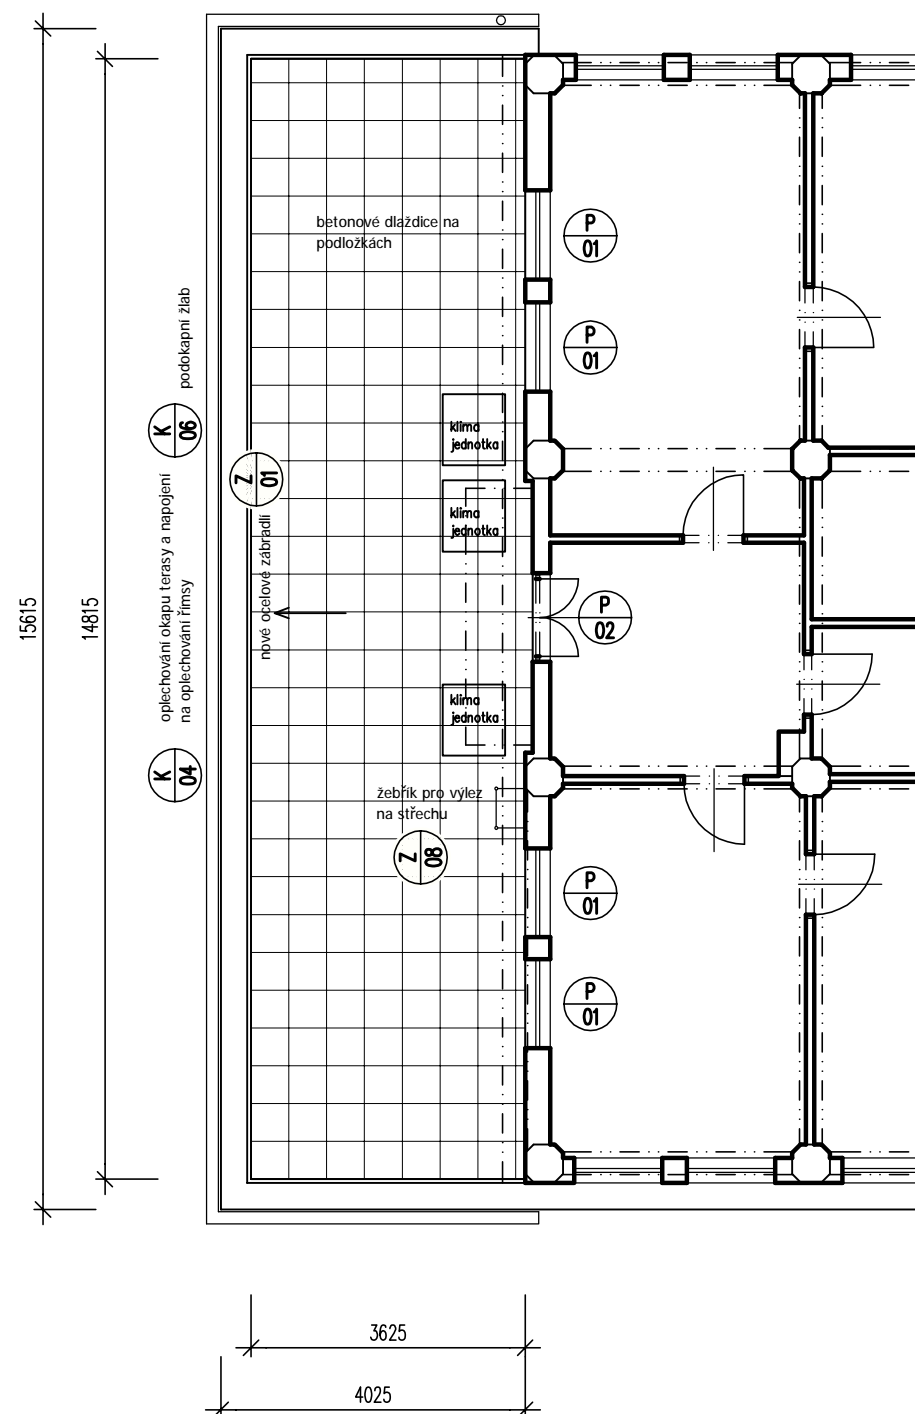 betonové dlaždice na
podložkách
P
01
P
01
podokapní žlab
K
06
klima
jednotka
Z
01
klima
jednotka
oplechování okapu terasy a napojení
na oplechování římsy
nové ocelové zábradlí
15615
14815
P
02
klima
jednotka
K
04
žebřík pro výlez
na střechu
Z
08
P
01
P
01
3625
4025